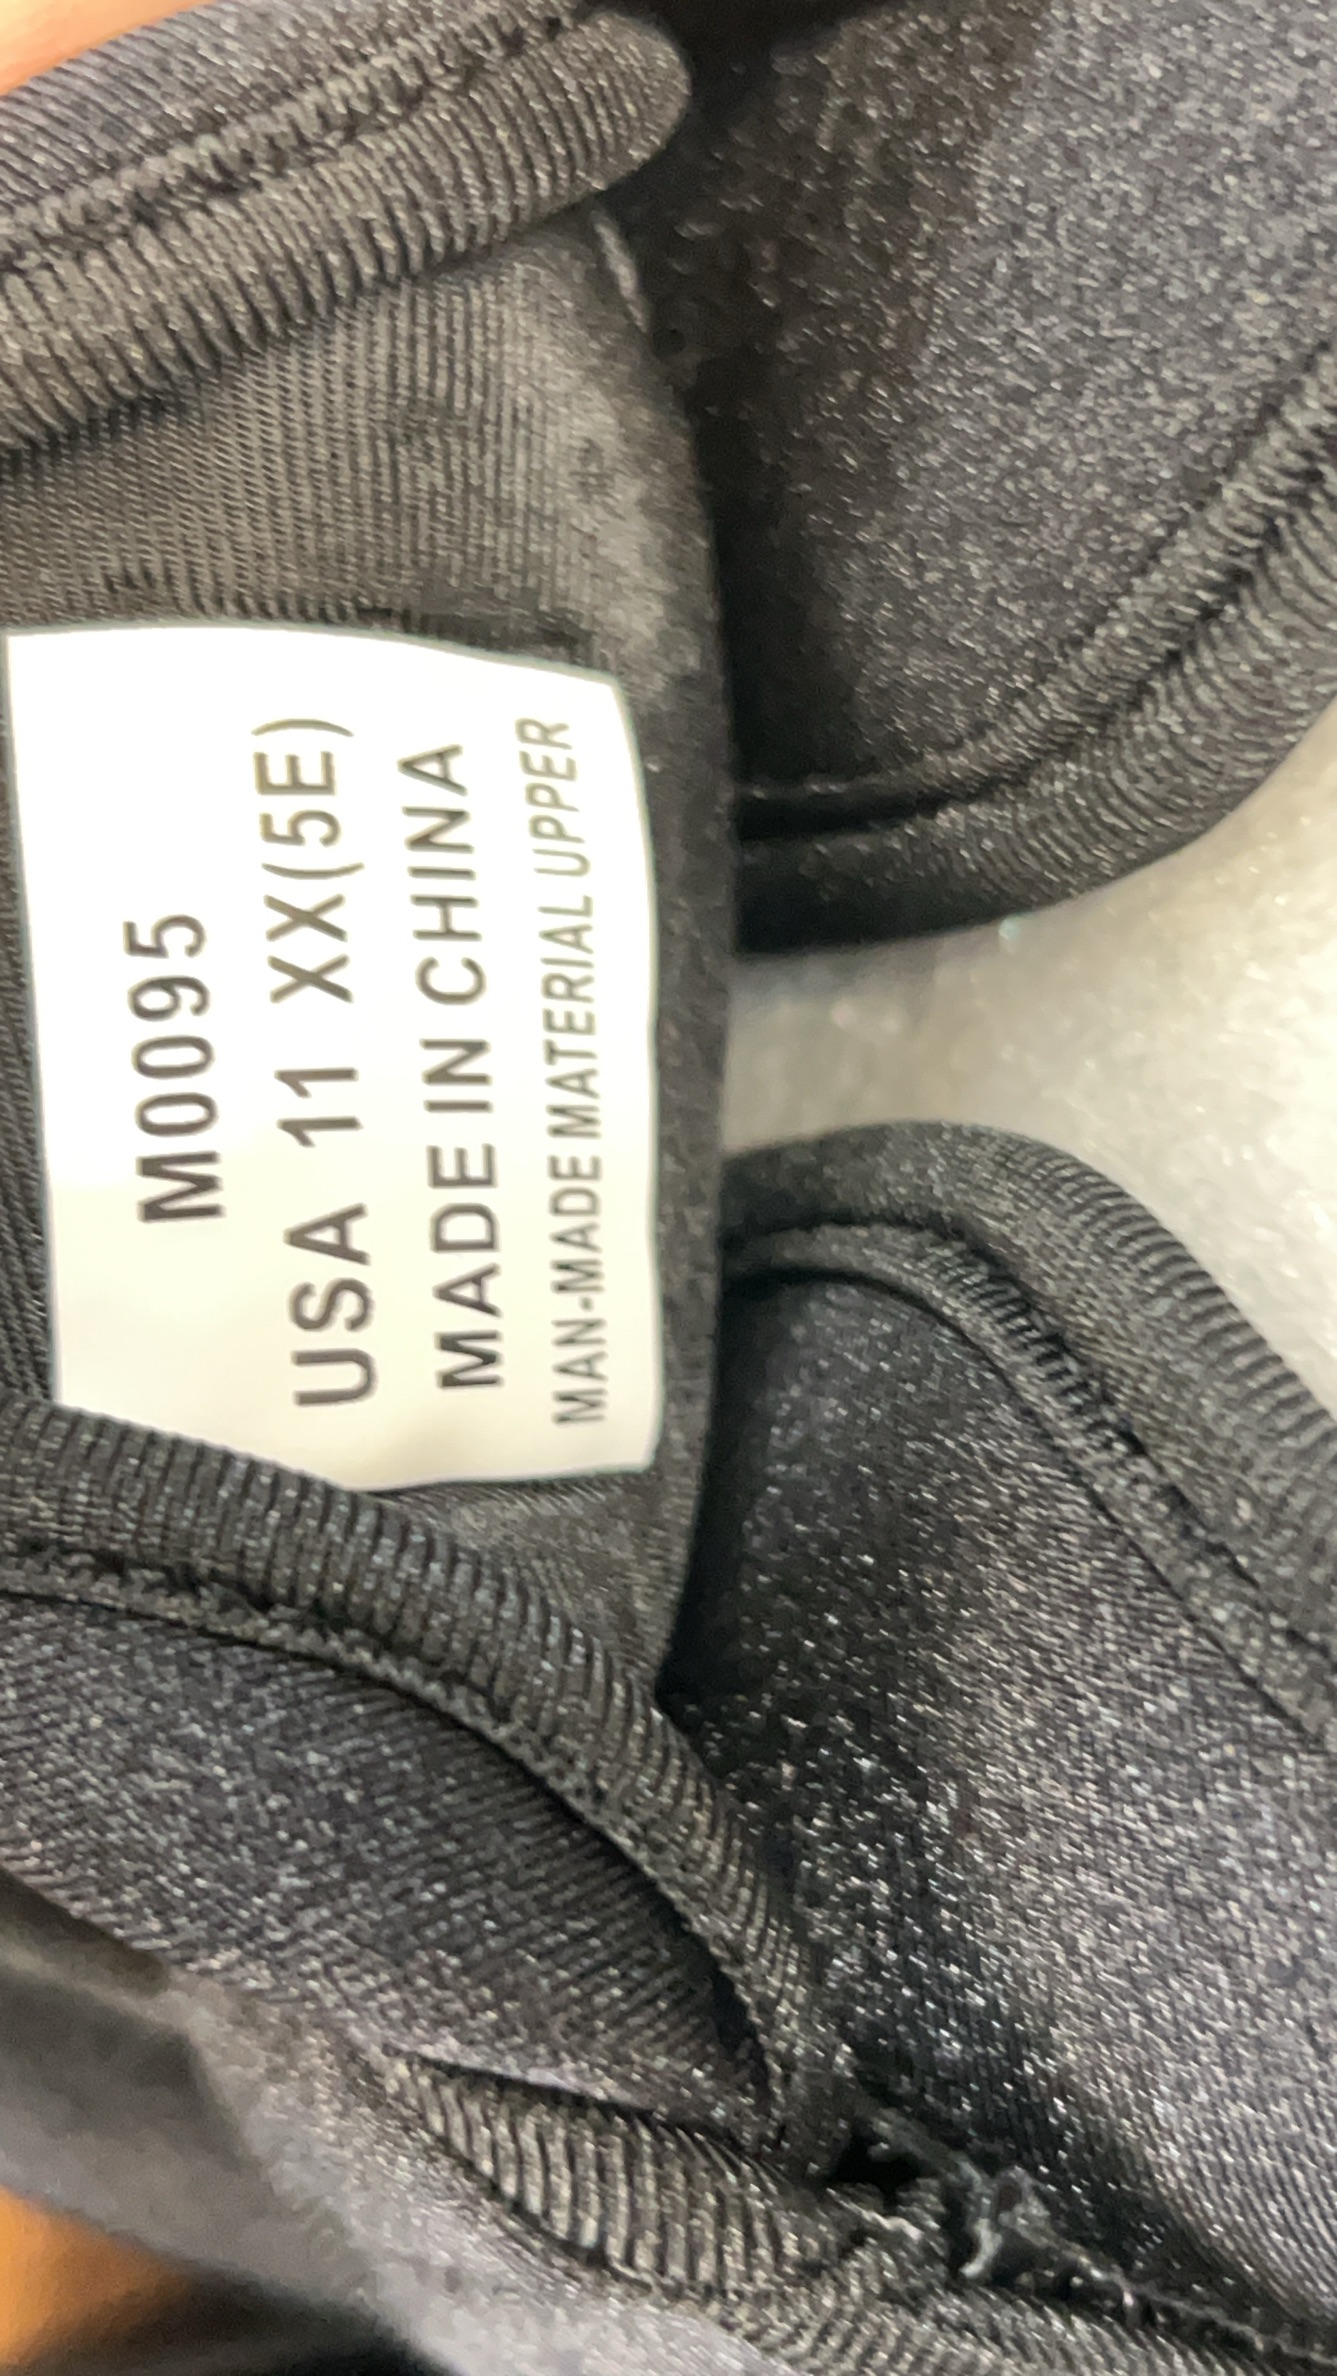 M0095
USA 11 XX(5E)
MADE IN CHINA
MAN-MADE MATERIAL UPPER